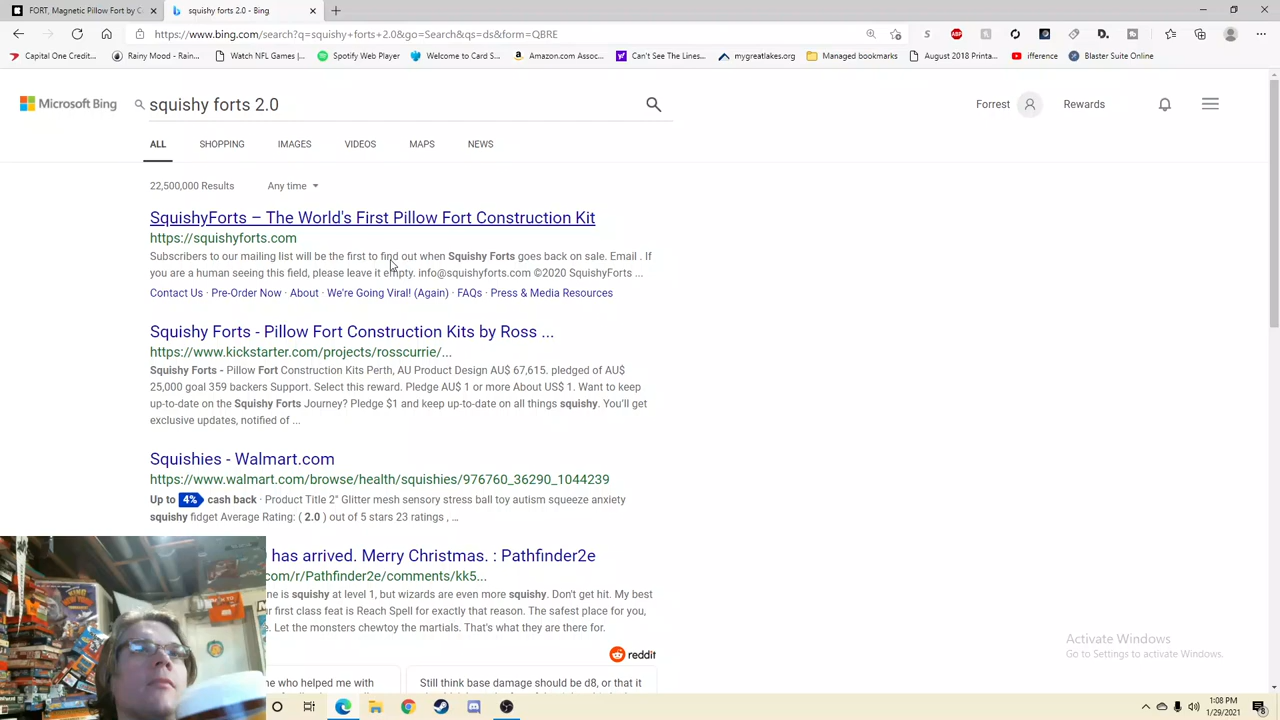 FORT, Magnetic Pillow Fort by C
squishy forts 2.0 - Bing
https://www.bing.com/search?q=squishy+forts+2.0&go=Search&qs=ds&form=QBRE
Capital One Credit... Rainy Mood - Rain... Watch NFL Games |... Spotify Web Player Welcome to Card S... Amazon.com Assoc... Can't See The Lines... mygreatlakes.org Managed bookmarks August 2018 Printa... ifference Double Double Bon...
Microsoft Bing squishy forts 2.0 Forrest Rewards
ALL SHOPPING IMAGES VIDEOS MAPS NEWS
22,500,000 Results Any time
SquishyForts – The World's First Pillow Fort Construction Kit
https://squishyforts.com
Subscribers to our mailing list will be the first to find out when Squishy Forts goes back on sale. Email . If
you are a human seeing this field, please leave it empty. info@squishyforts.com ©2020 SquishyForts ...
Contact Us · Pre-Order Now · About · We're Going Viral! (Again) · FAQs · Press & Media Resources
Squishy Forts - Pillow Fort Construction Kits by Ross ...
https://www.kickstarter.com/projects/rosscurrie/...
Squishy Forts - Pillow Fort Construction Kits Perth, AU Product Design AU$ 67,615. pledged of AU$
25,000 goal 359 backers Support. Select this reward. Pledge AU$ 1 or more About US$ 1. Want to keep
up-to-date on the Squishy Forts Journey? Pledge $1 and keep up-to-date on all things squishy. You'll get
exclusive updates, notified of ...
Squishies - Walmart.com
https://www.walmart.com/browse/health/squishies/976760_36290_1044239
Up to 4% cash back · Product Title 2" Glitter mesh sensory stress ball toy autism squeeze anxiety
squishy fidget Average Rating: ( 2.0 ) out of 5 stars 23 ratings , ...
has arrived. Merry Christmas. : Pathfinder2e
com/r/Pathfinder2e/comments/kk5...
ne is squishy at level 1, but wizards are even more squishy. Don't get hit. My best
ur first class feat is Reach Spell for exactly that reason. The safest place for you,
. Let the monsters chewtoy the martials. That's what they are there for.
reddit
ne who helped me with
Still think base damage should be d8, or that it
Activate Windows
Go to Settings to activate Windows.
1:08 PM
1/29/2021